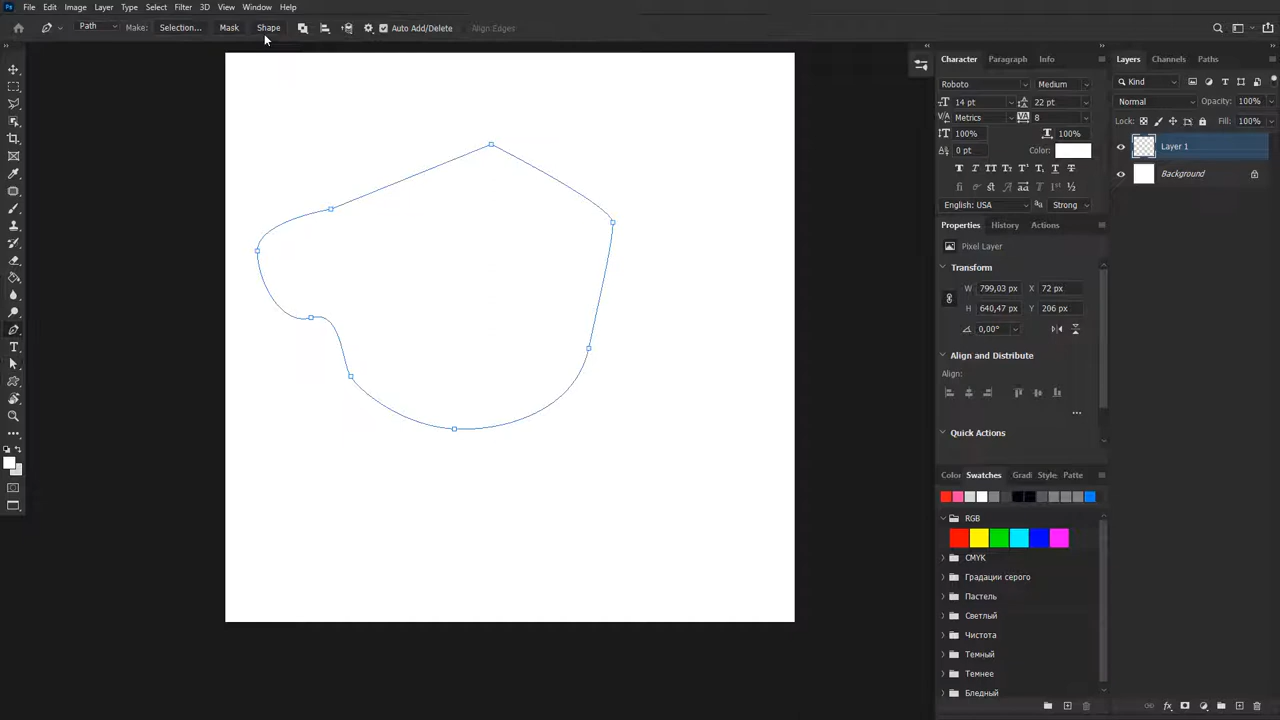 File Edit Image Layer Type Select Filter 3D View Window Help
Path Make: Selection... Mask Shape Auto Add/Delete Align Edges
Character Paragraph Info
Roboto Medium
14 pt 22 pt
Metrics 8
100% 100%
0 pt Color:
English: USA Strong
Properties History Actions
Pixel Layer
Transform
W 799,03 px X 72 px
H 640,47 px Y 206 px
0,00°
Align and Distribute
Align:
Quick Actions
Color Swatches Gradi Style Patte
RGB
CMYK
Градации серого
Пастель
Светлый
Чистота
Темный
Темнее
Бледный
Layers Channels Paths
Kind
Normal Opacity: 100%
Lock: Fill: 100%
Layer 1
Background